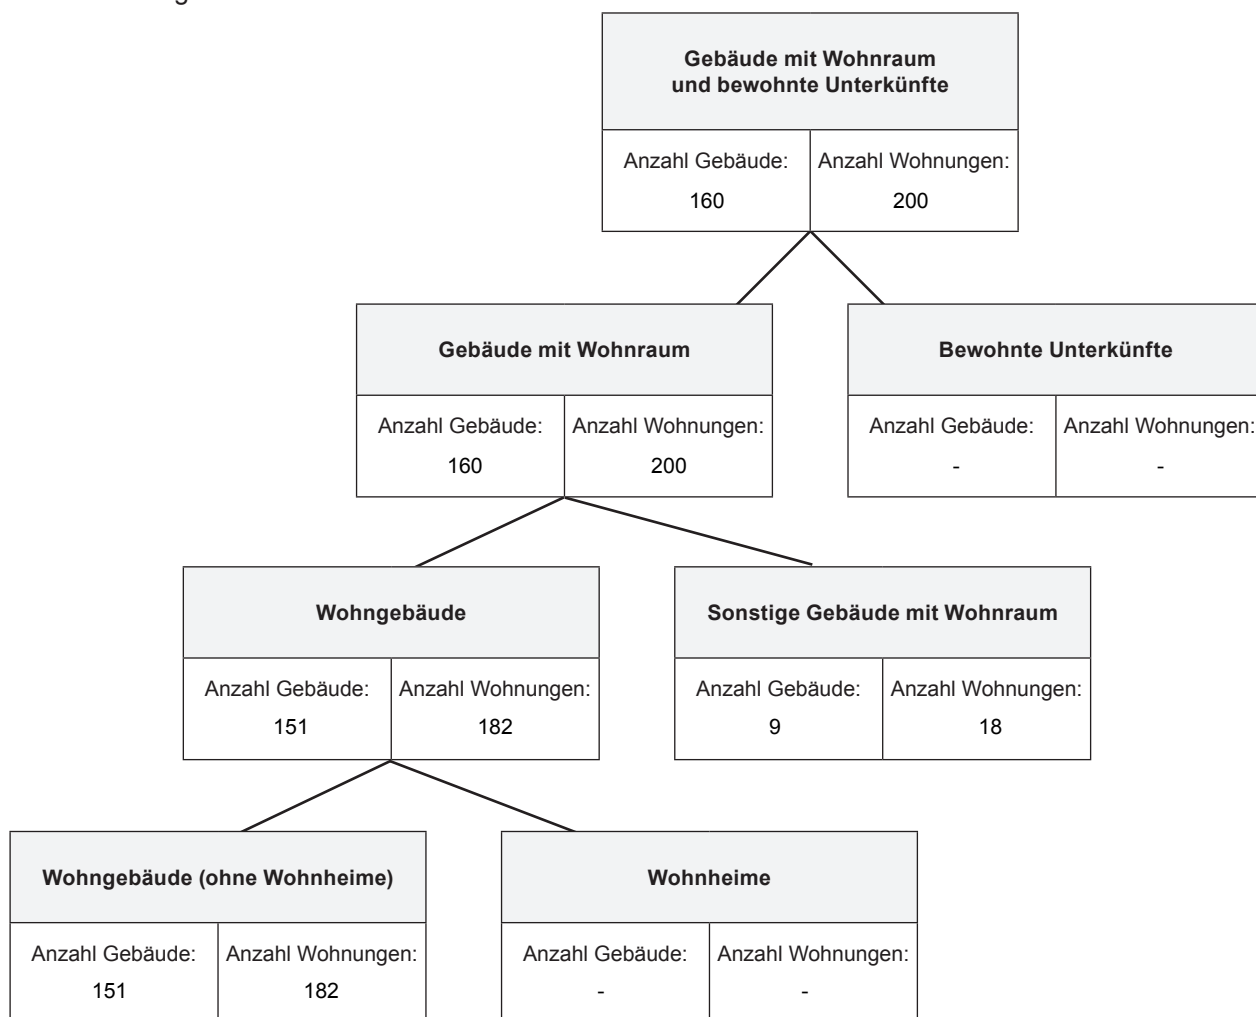 Gebäude mit Wohnraum
und bewohnte Unterkünfte
Anzahl Gebäude: Anzahl Wohnungen:
160 200
Gebäude mit Wohnraum
Anzahl Gebäude: Anzahl Wohnungen:
160 200
Bewohnte Unterkünfte
Anzahl Gebäude: Anzahl Wohnungen:
- -
Wohngebäude
Anzahl Gebäude: Anzahl Wohnungen:
151 182
Sonstige Gebäude mit Wohnraum
Anzahl Gebäude: Anzahl Wohnungen:
9 18
Wohngebäude (ohne Wohnheime)
Anzahl Gebäude: Anzahl Wohnungen:
151 182
Wohnheime
Anzahl Gebäude: Anzahl Wohnungen:
- -